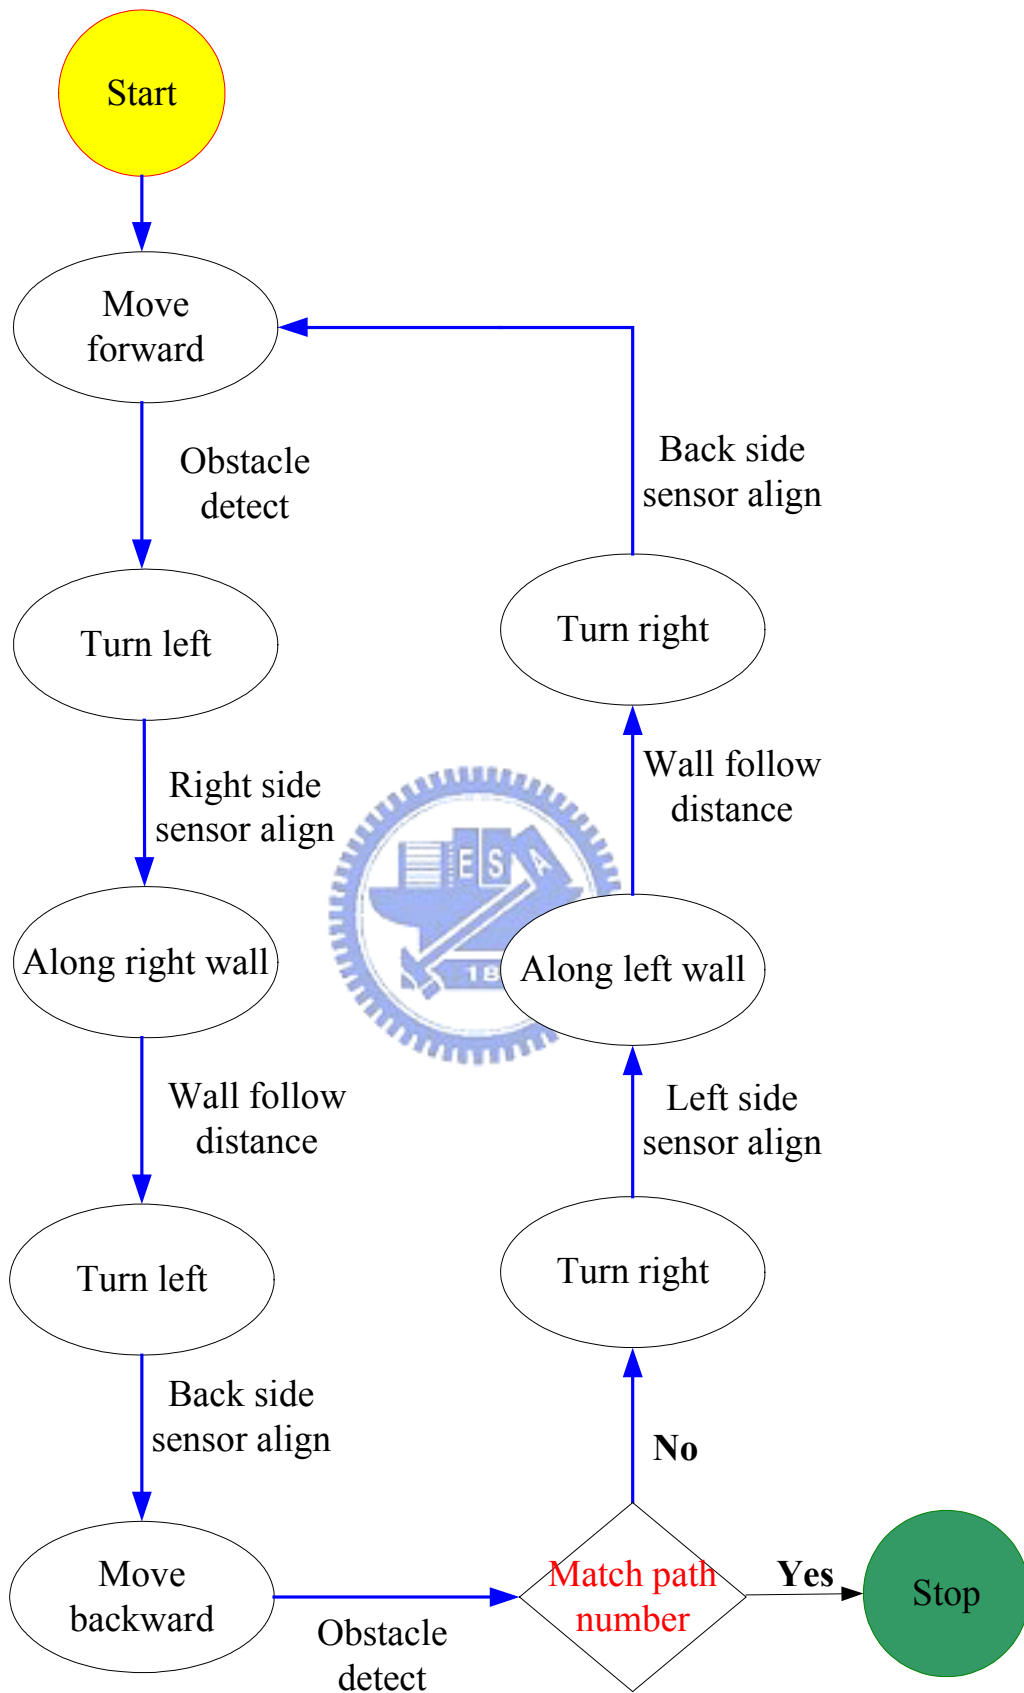 Start
Move
forward
Obstacle
detect
Turn left
Right side
sensor align
Along right wall
Wall follow
distance
Turn left
Back side
sensor align
Move
backward
Obstacle
detect
Match path
number
Yes
Stop
No
Turn right
Left side
sensor align
Along left wall
Wall follow
distance
Turn right
Back side
sensor align
E S A
18